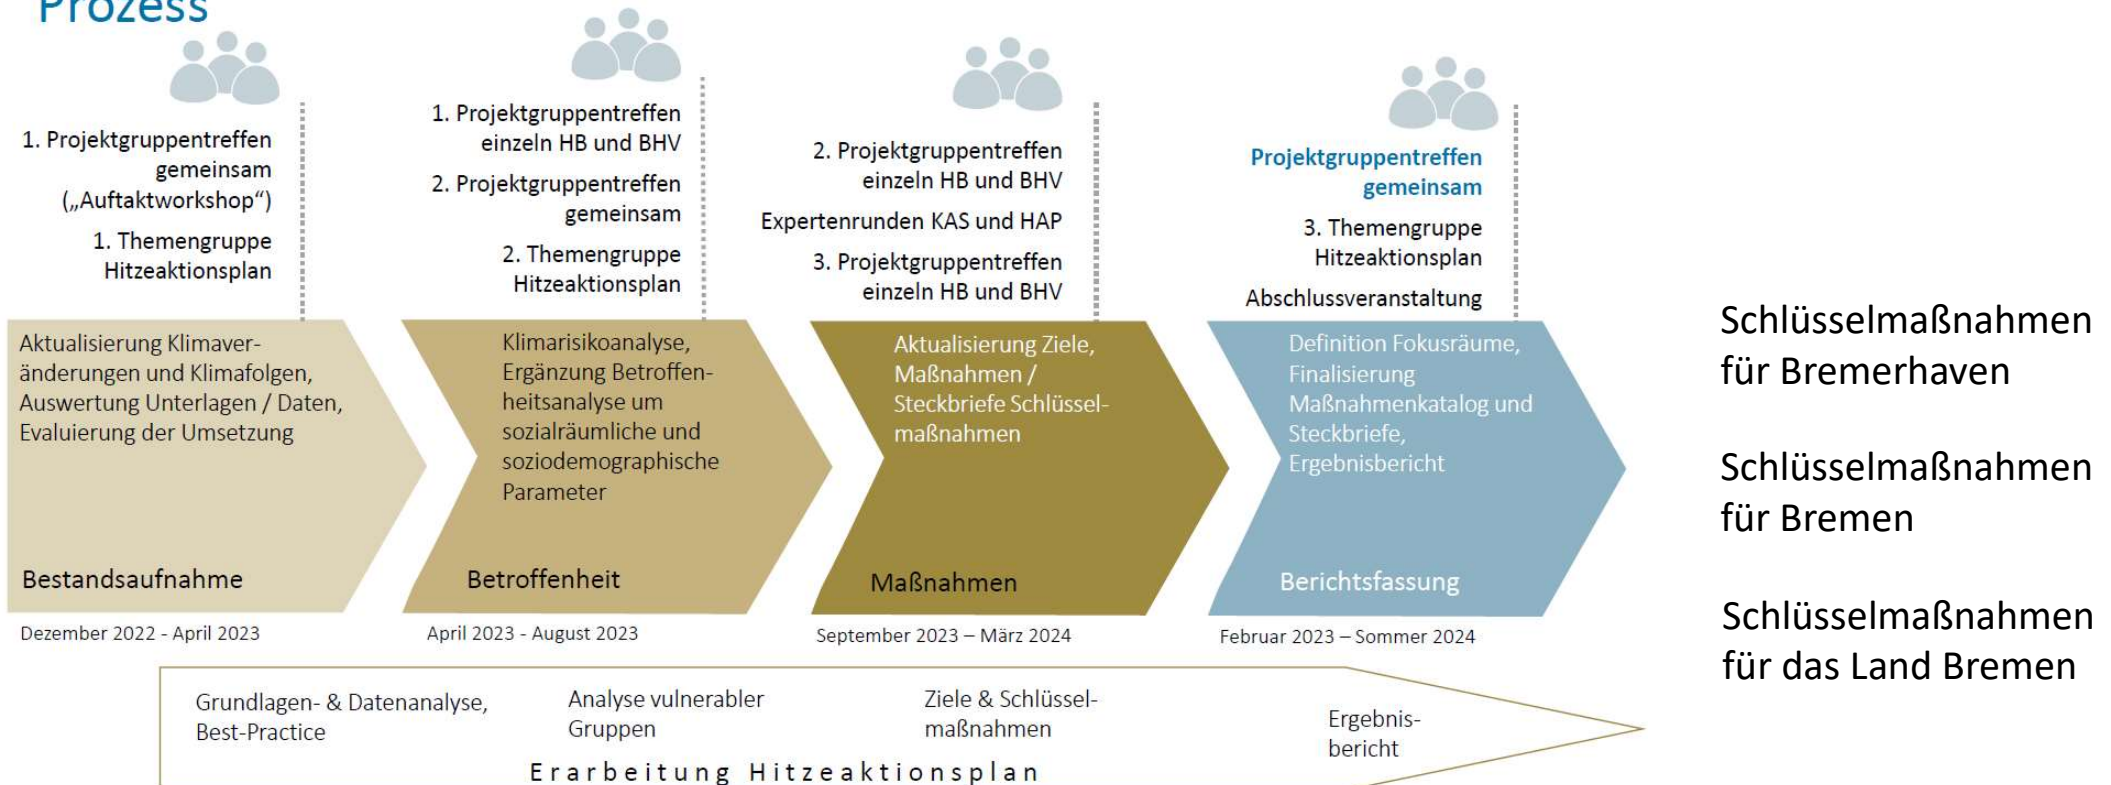 Prozess
1. Projektgruppentreffen
gemeinsam
(„Auftaktworkshop“)
1. Themengruppe
Hitzeaktionsplan
1. Projektgruppentreffen
einzeln HB und BHV
2. Projektgruppentreffen
gemeinsam
2. Themengruppe
Hitzeaktionsplan
2. Projektgruppentreffen
einzeln HB und BHV
Expertenrunden KAS und HAP
3. Projektgruppentreffen
einzeln HB und BHV
Projektgruppentreffen
gemeinsam
3. Themengruppe
Hitzeaktionsplan
Abschlussveranstaltung
Aktualisierung Klimaver-
änderungen und Klimafolgen,
Auswertung Unterlagen / Daten,
Evaluierung der Umsetzung
Bestandsaufnahme
Dezember 2022 - April 2023
Klimarisikoanalyse,
Ergänzung Betroffen-
heitsanalyse um
sozialräumliche und
soziodemographische
Parameter
Betroffenheit
April 2023 - August 2023
Aktualisierung Ziele,
Maßnahmen /
Steckbriefe Schlüssel-
maßnahmen
Maßnahmen
September 2023 – März 2024
Definition Fokusräume,
Finalisierung
Maßnahmenkatalog und
Steckbriefe,
Ergebnisbericht
Berichtsfassung
Februar 2023 – Sommer 2024
Schlüsselmaßnahmen
für Bremerhaven
Schlüsselmaßnahmen
für Bremen
Schlüsselmaßnahmen
für das Land Bremen
Grundlagen- & Datenanalyse,
Best-Practice
Analyse vulnerabler
Gruppen
Ziele & Schlüssel-
maßnahmen
Ergebnis-
bericht
Erarbeitung Hitzeaktionsplan